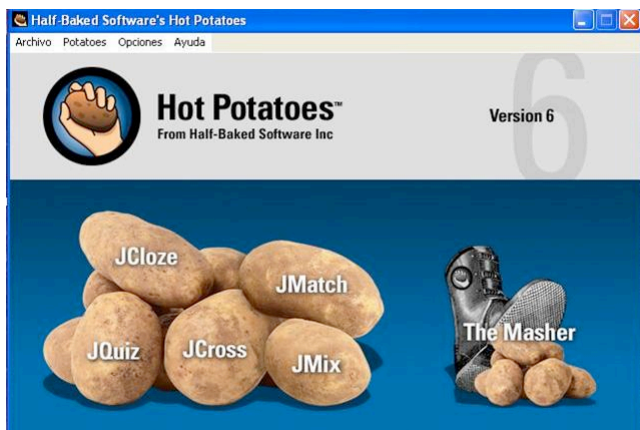 Half-Baked Software's Hot Potatoes
Archivo Potatoes Opciones Ayuda
Hot Potatoes™
From Half-Baked Software Inc
Version 6
6
JCloze
JMatch
JQuiz
JCross
JMix
The Masher